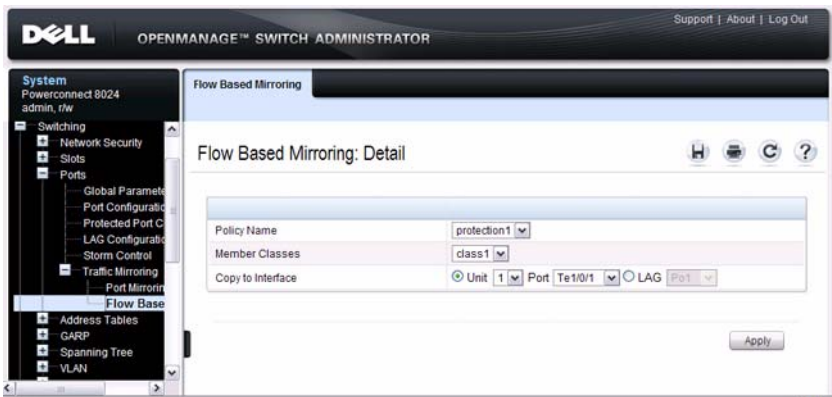 Support | About | Log Out
DELL
OPENMANAGE™ SWITCH ADMINISTRATOR
System
Powerconnect 8024
admin, r/w
Switching
Network Security
Slots
Ports
Global Paramete
Port Configuratio
Protected Port C
LAG Configuratio
Storm Control
Traffic Mirroring
Port Mirrorin
Flow Base
Address Tables
GARP
Spanning Tree
VLAN
Flow Based Mirroring
Flow Based Mirroring: Detail
Policy Name protection1
Member Classes class1
Copy to Interface Unit 1 Port Te1/0/1 LAG Po1
Apply